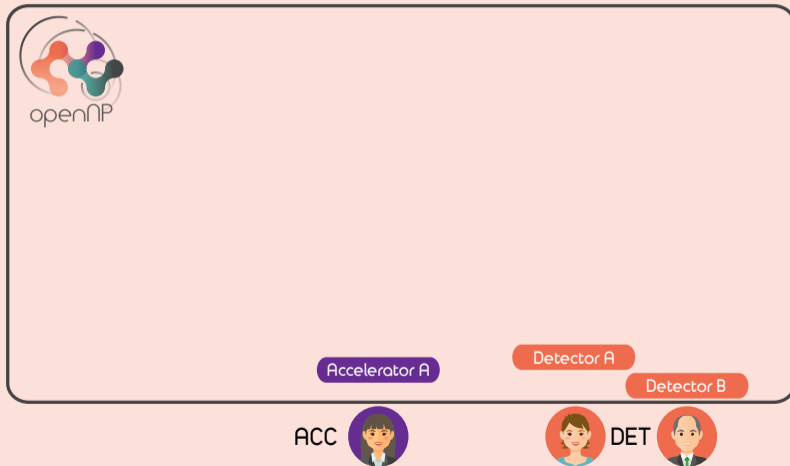 openNP
Detector A
Accelerator A
Detector B
ACC
DET